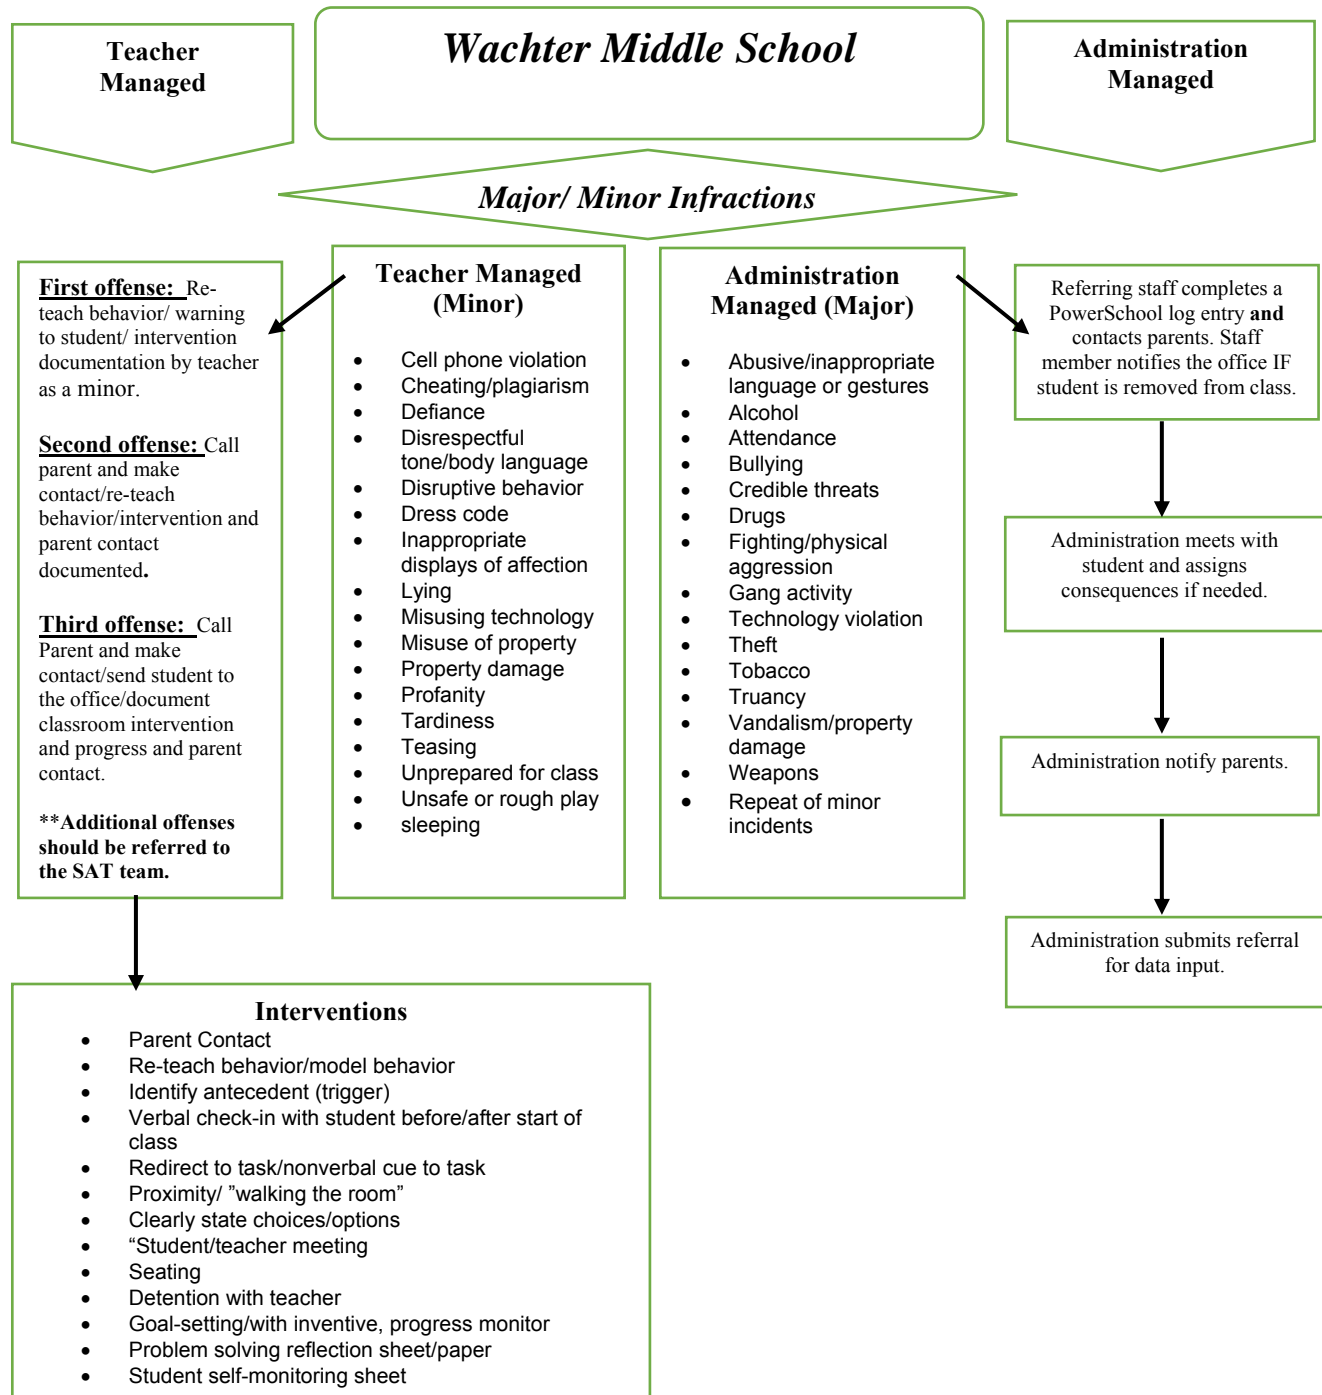 Teacher
Managed
Wachter Middle School
Administration
Managed
Major/ Minor Infractions
First offense: Re-
teach behavior/ warning
to student/ intervention
documentation by teacher
as a minor.
Second offense: Call
parent and make
contact/re-teach
behavior/intervention and
parent contact
documented.
Third offense: Call
Parent and make
contact/send student to
the office/document
classroom intervention
and progress and parent
contact.
**Additional offenses
should be referred to
the SAT team.
Teacher Managed
(Minor)
• Cell phone violation
• Cheating/plagiarism
• Defiance
• Disrespectful
tone/body language
• Disruptive behavior
• Dress code
• Inappropriate
displays of affection
• Lying
• Misusing technology
• Misuse of property
• Property damage
• Profanity
• Tardiness
• Teasing
• Unprepared for class
• Unsafe or rough play
• sleeping
Administration
Managed (Major)
• Abusive/inappropriate
language or gestures
• Alcohol
• Attendance
• Bullying
• Credible threats
• Drugs
• Fighting/physical
aggression
• Gang activity
• Technology violation
• Theft
• Tobacco
• Truancy
• Vandalism/property
damage
• Weapons
• Repeat of minor
incidents
Referring staff completes a
PowerSchool log entry and
contacts parents. Staff
member notifies the office IF
student is removed from class.
Administration meets with
student and assigns
consequences if needed.
Administration notify parents.
Administration submits referral
for data input.
Interventions
• Parent Contact
• Re-teach behavior/model behavior
• Identify antecedent (trigger)
• Verbal check-in with student before/after start of
class
• Redirect to task/nonverbal cue to task
• Proximity/ ”walking the room”
• Clearly state choices/options
• “Student/teacher meeting
• Seating
• Detention with teacher
• Goal-setting/with inventive, progress monitor
• Problem solving reflection sheet/paper
• Student self-monitoring sheet